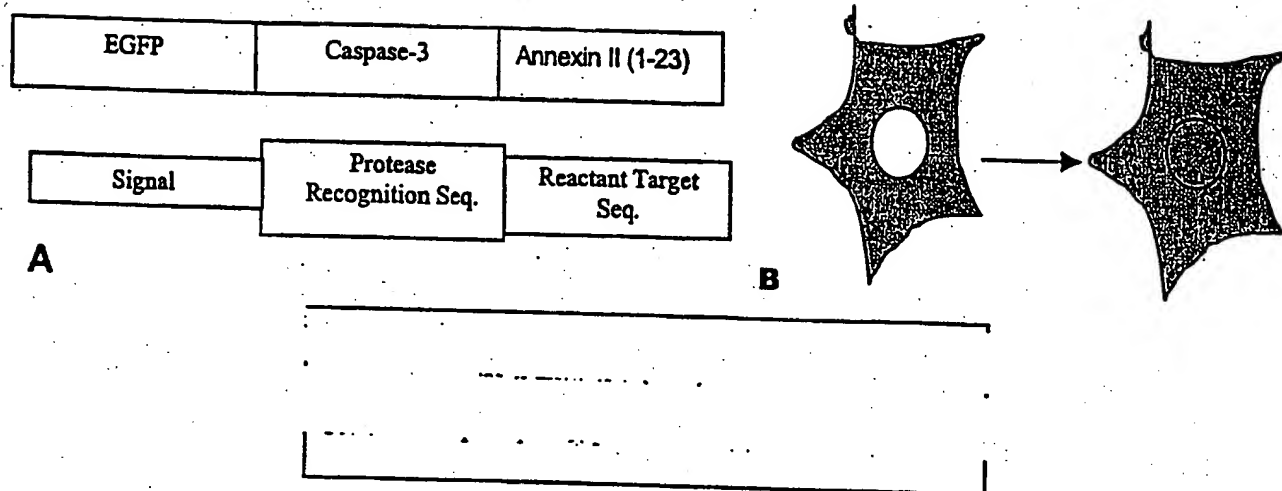 EGFP
Caspase-3
Annexin II (1-23)
Signal
Protease
Recognition Seq.
Reactant Target
Seq.
A
B